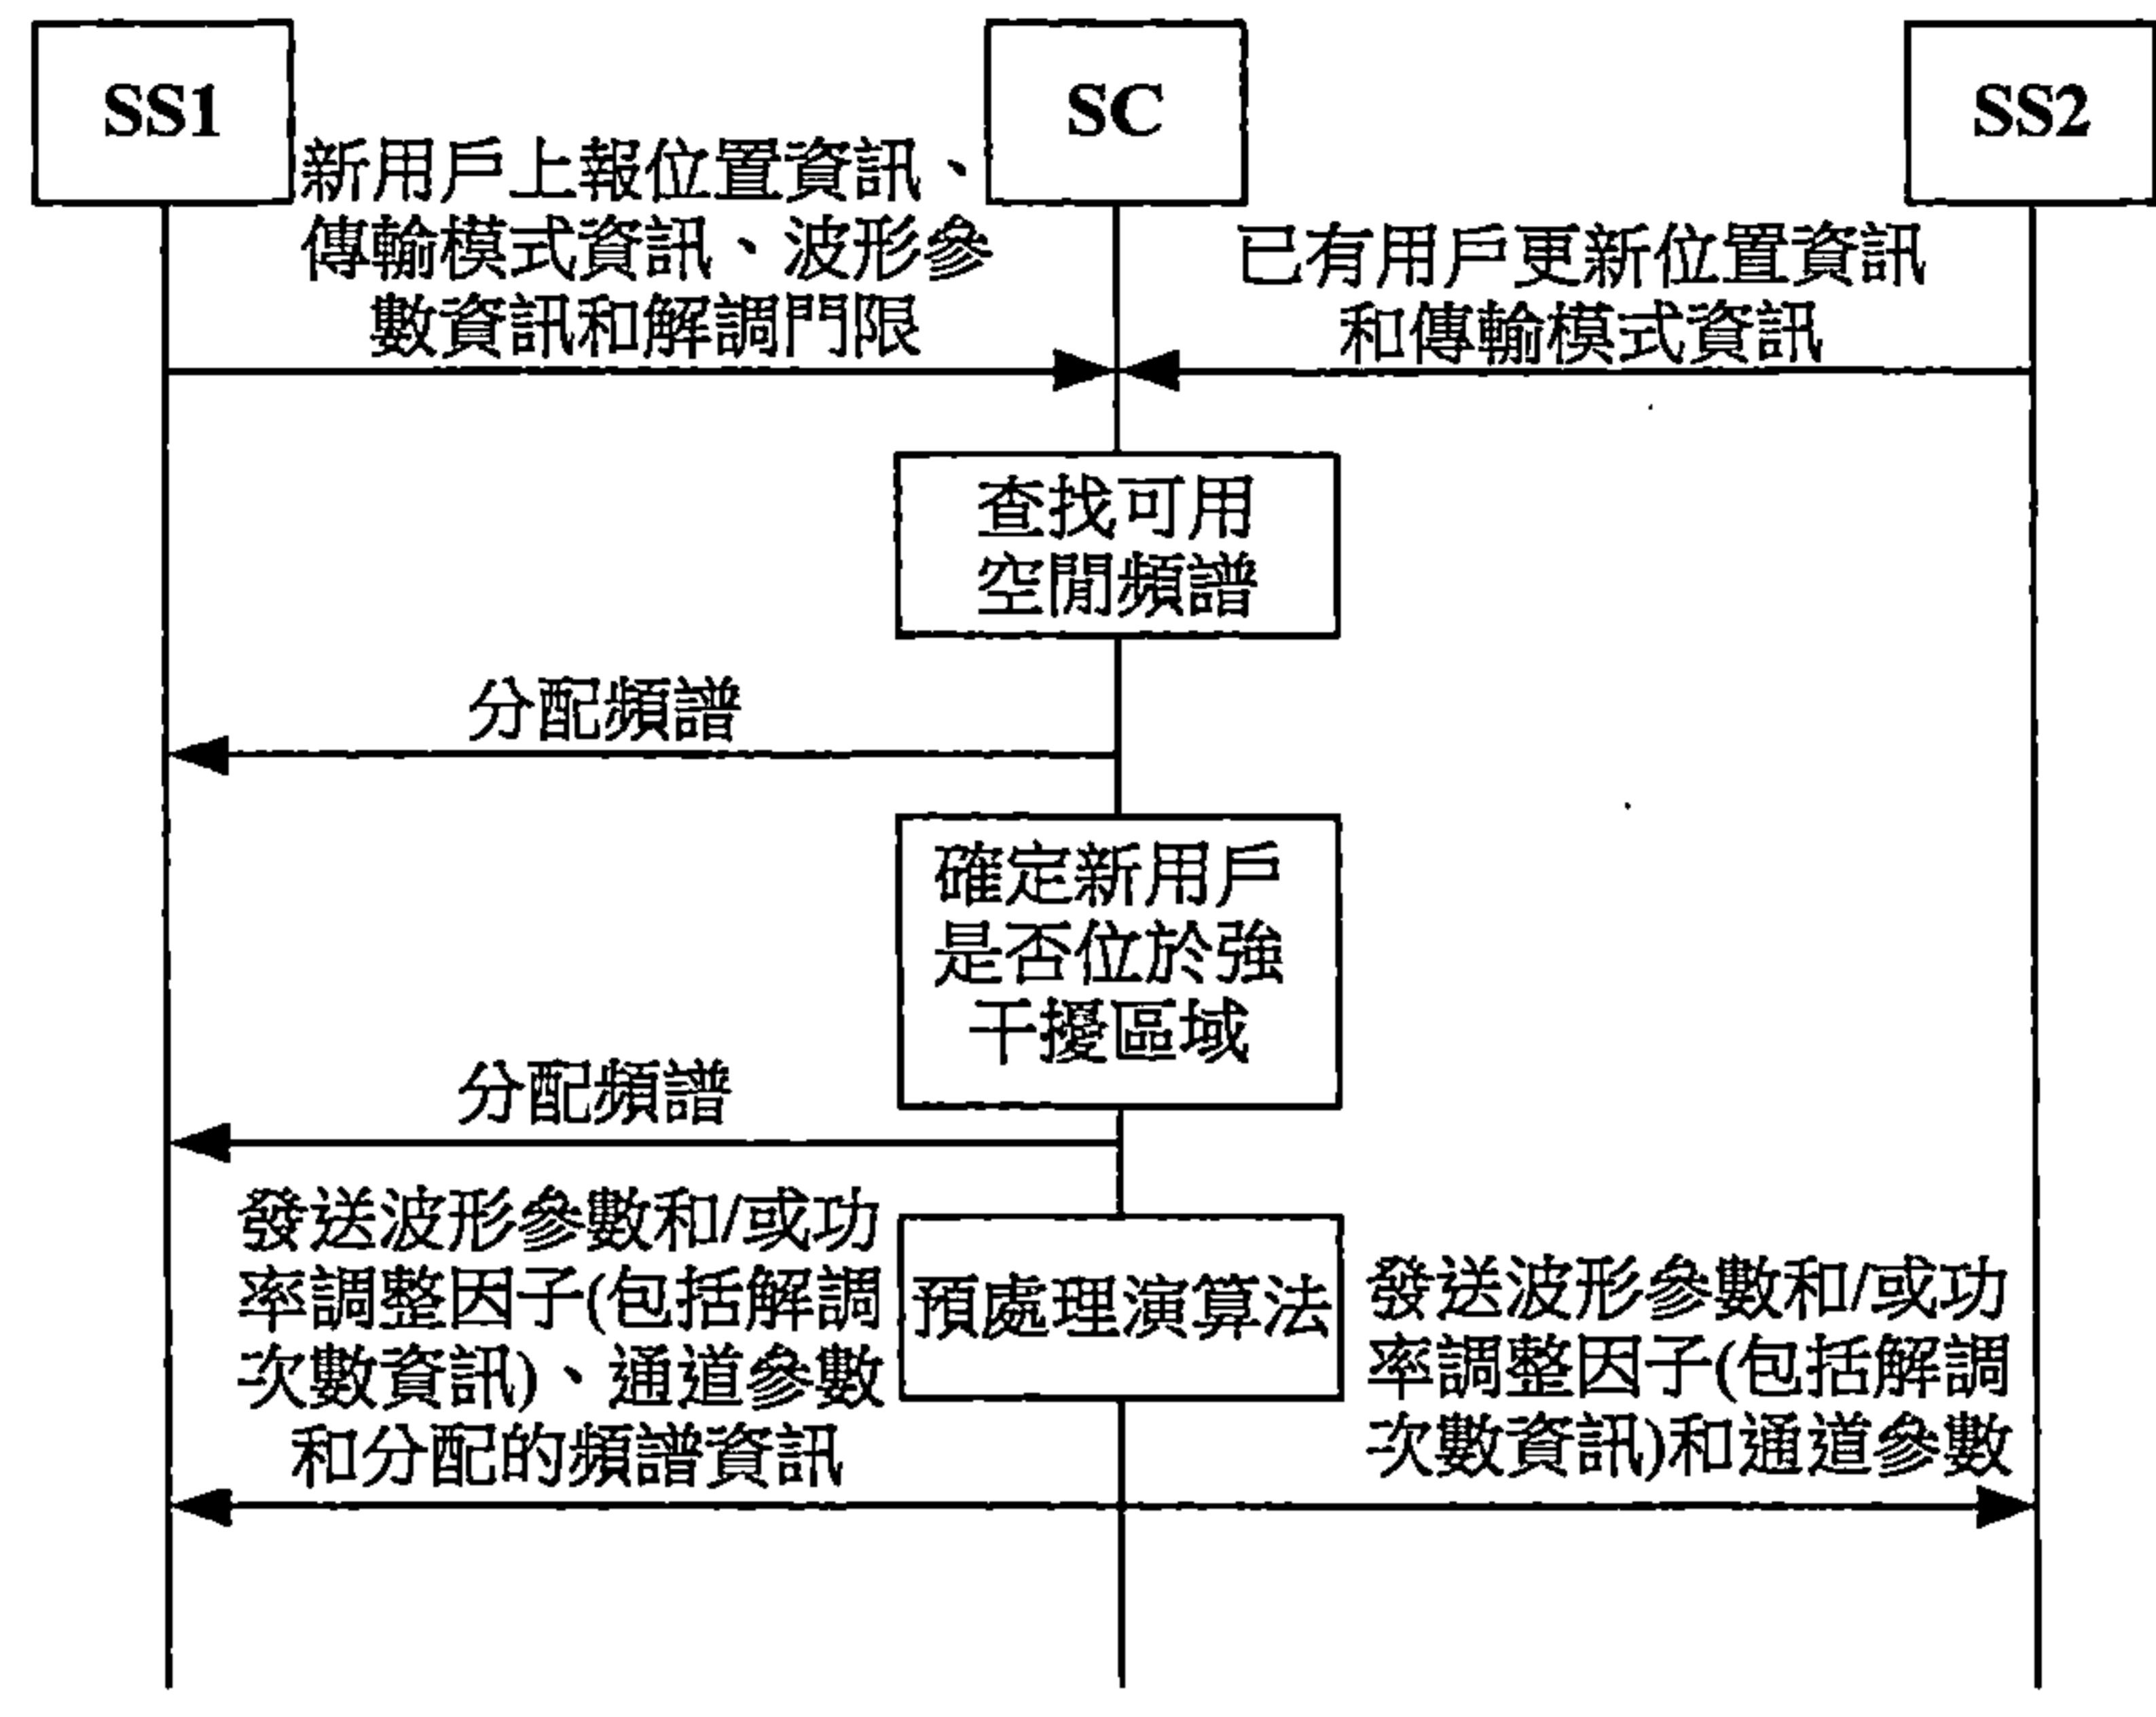 SS1
SC
SS2
新用戶上報位置資訊、
傳輸模式資訊、波形參
數資訊和解調門限
已有用戶更新位置資訊
和傳輸模式資訊
查找可用
空閒頻譜
分配頻譜
確定新用戶
是否位於強
干擾區域
分配頻譜
發送波形參數和/或功
率調整因子(包括解調
次數資訊)、通道參數
和分配的頻譜資訊
預處理演算法
發送波形參數和/或功
率調整因子(包括解調
次數資訊)和通道參數